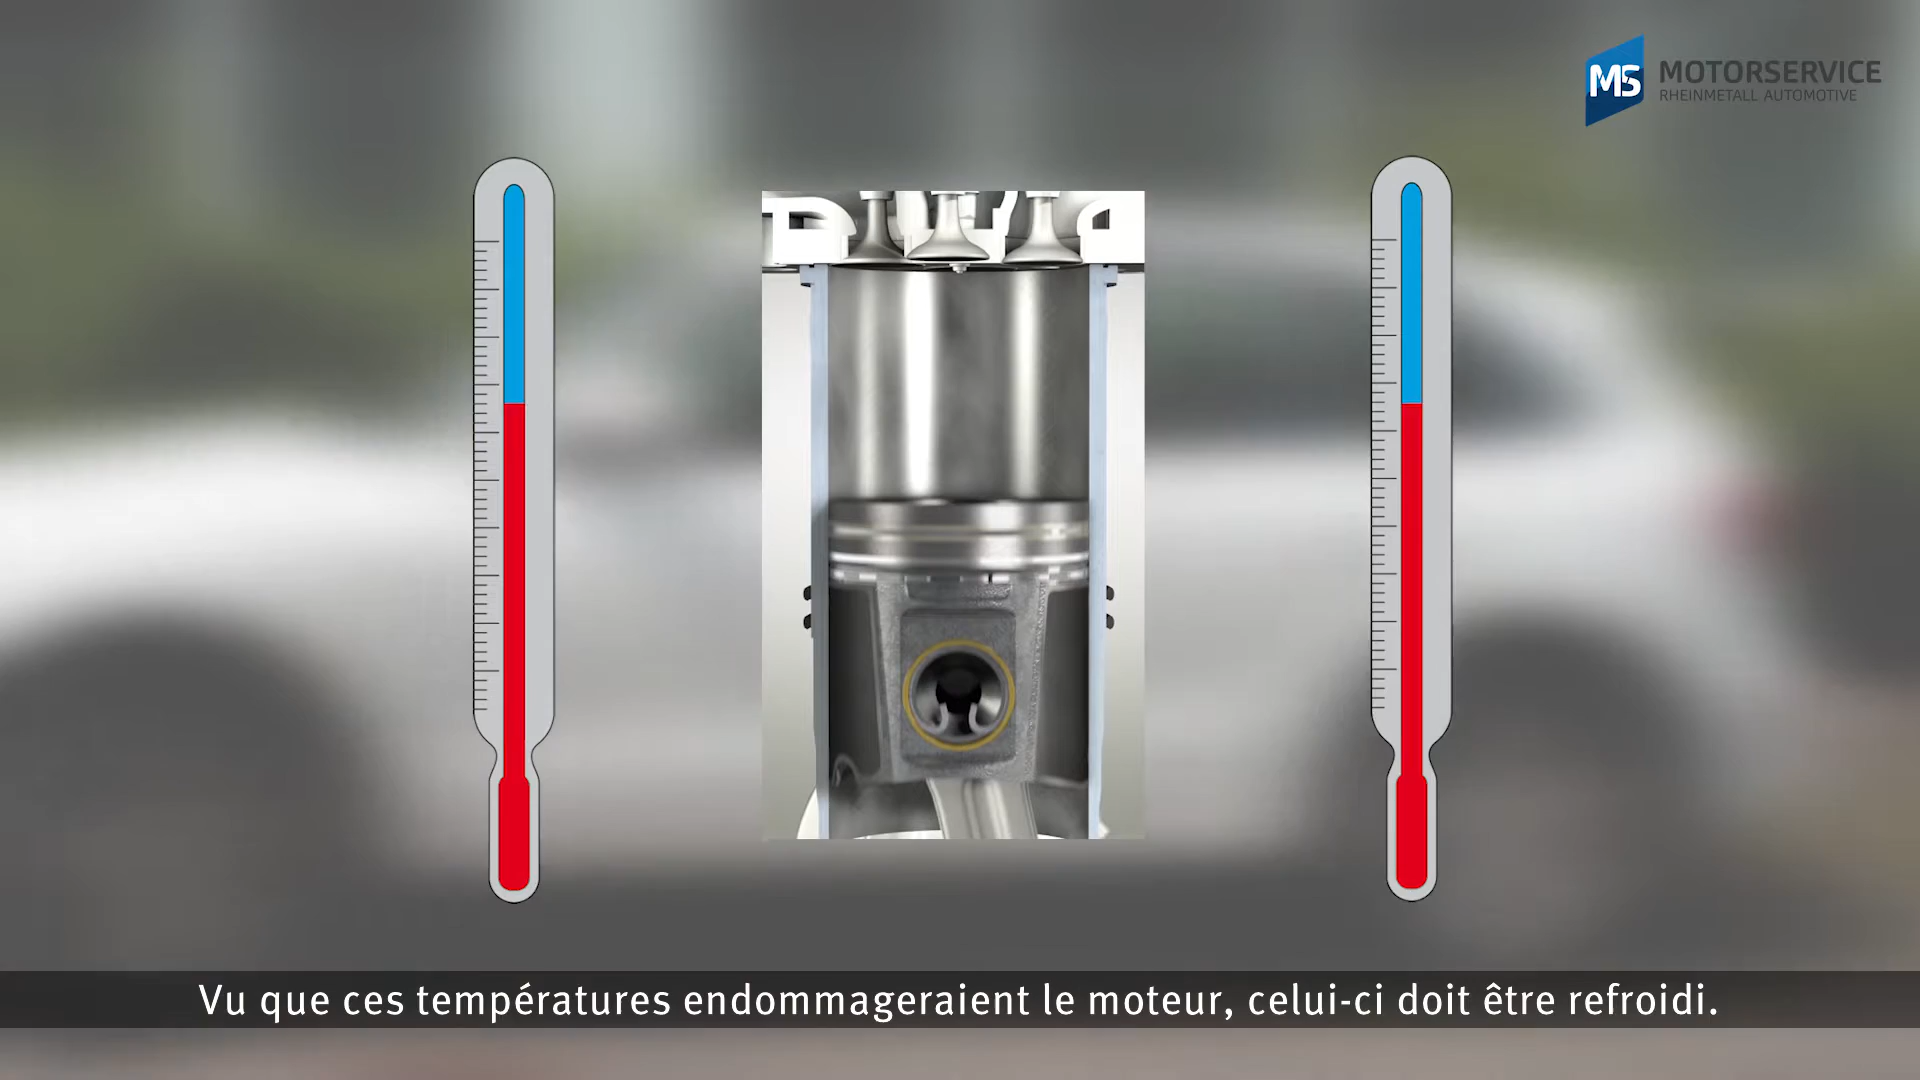 MS MOTORSERVICE
RHEINMETALL AUTOMOTIVE
Vu que ces températures endommageraient le moteur, celui-ci doit être refroidi.